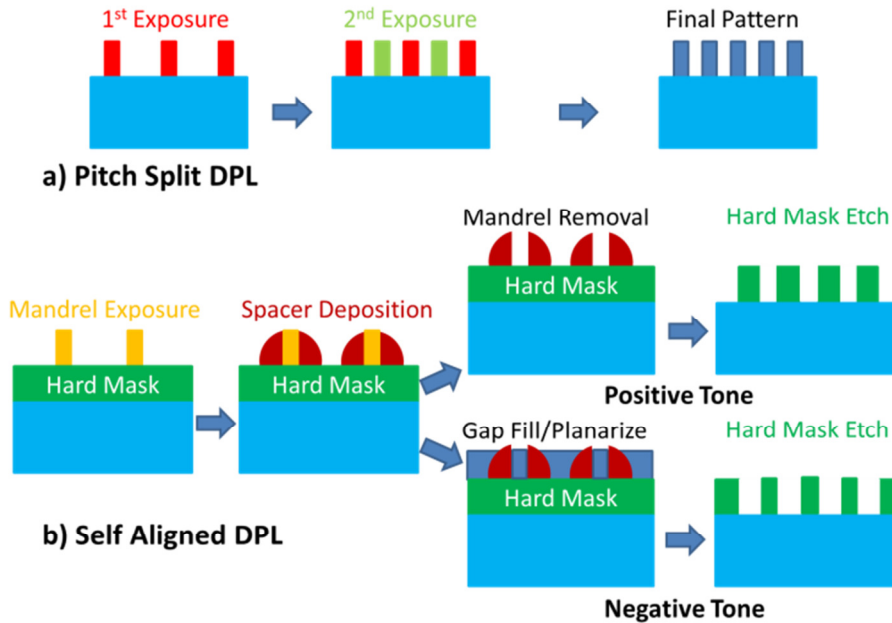 1st Exposure
2nd Exposure
Final Pattern
a) Pitch Split DPL
Mandrel Removal
Hard Mask Etch
Hard Mask
Mandrel Exposure
Spacer Deposition
Hard Mask
Hard Mask
Positive Tone
Gap Fill/Planarize
Hard Mask Etch
Hard Mask
b) Self Aligned DPL
Negative Tone